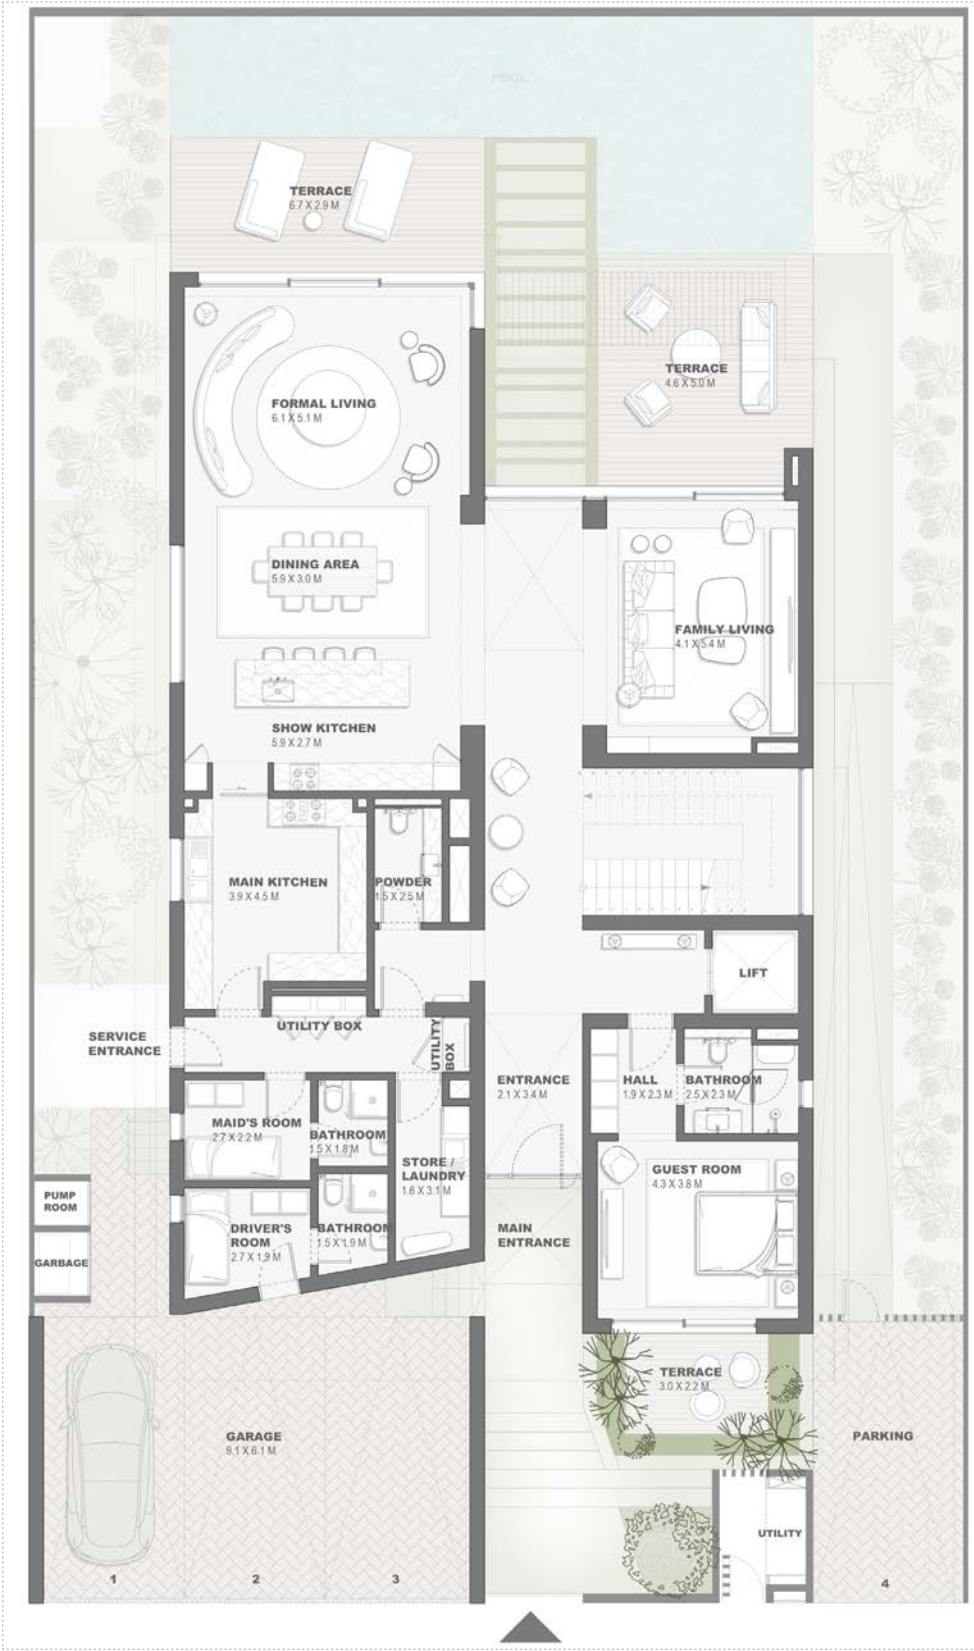 POOL
TERRACE
6.7 X 2.9 M
TERRACE
4.6 X 5.0 M
FORMAL LIVING
6.1 X 5.1 M
DINING AREA
5.9 X 3.0 M
FAMILY LIVING
4.1 X 5.4 M
SHOW KITCHEN
5.9 X 2.7 M
MAIN KITCHEN
3.9 X 4.5 M
POWDER
1.5 X 2.5 M
LIFT
UTILITY BOX
UTILITY
BOX
SERVICE
ENTRANCE
ENTRANCE
2.1 X 3.4 M
HALL
1.9 X 2.3 M
BATHROOM
2.5 X 2.3 M
MAID'S ROOM
2.7 X 2.2 M
BATHROOM
1.5 X 1.8 M
STORE /
LAUNDRY
1.6 X 3.1 M
GUEST ROOM
4.3 X 3.8 M
PUMP
ROOM
DRIVER'S
ROOM
2.7 X 1.9 M
BATHROOM
1.5 X 1.9 M
MAIN
ENTRANCE
GARBAGE
TERRACE
3.0 X 2.2 M
GARAGE
9.1 X 6.1 M
PARKING
UTILITY
1
2
3
4